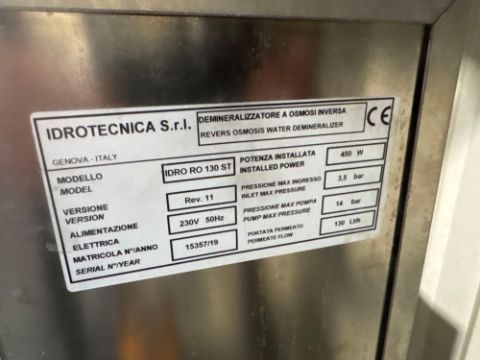 IDROTECNICA S.r.l.
GENOVA - ITALY
DEMINERALIZZATORE A OSMOSI INVERSA
REVERS OSMOSIS WATER DEMINERALIZER
CE
MODELLO
MODEL
IDRO RO 130 ST
VERSIONE
VERSION
Rev. 11
ALIMENTAZIONE
ELETTRICA
230V 50Hz
MATRICOLA N°/ANNO
SERIAL N°/YEAR
15357/19
POTENZA INSTALLATA
INSTALLED POWER
450 W
PRESSIONE MAX INGRESSO
INLET MAX PRESSURE
3,5 bar
PRESSIONE MAX POMPA
PUMP MAX PRESSURE
14 bar
PORTATA PERMEATO
PERMEATE FLOW
130 Lt/h